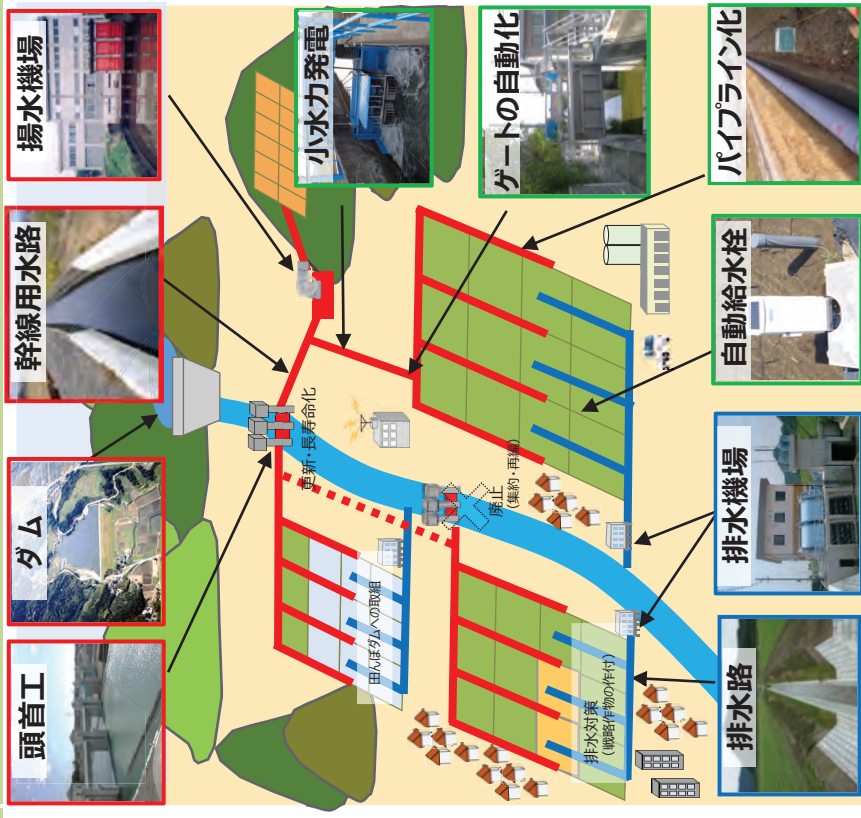 頭首工
ダム
幹線用水路
揚水機場
小水力発電
ゲートの自動化
パイプライン化
自動給水栓
排水機場
排水路
更新・長寿命化
廃止
(集約・再編)
田んぼダムへの取組
排水対策
(戦略作物の作付)